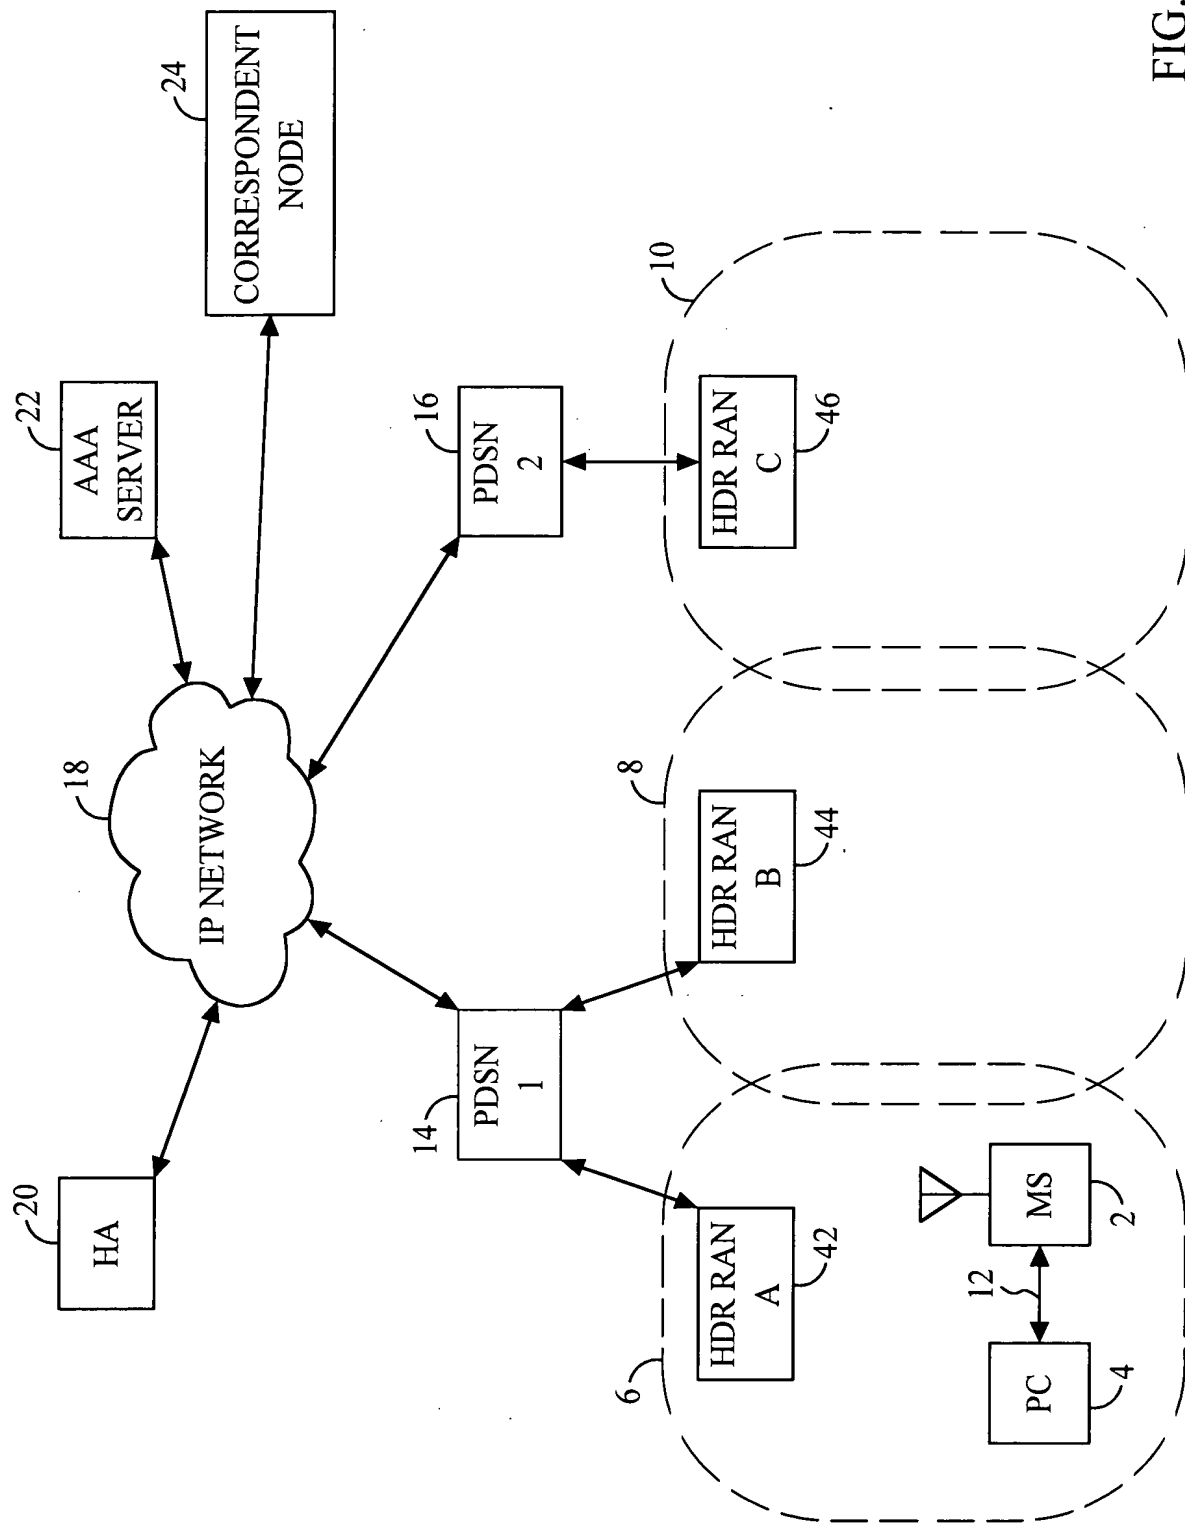 20
HA
18
IP NETWORK
22
AAA
SERVER
24
CORRESPONDENT
NODE
14
PDSN
1
16
PDSN
2
6
HDR RAN
A
42
8
HDR RAN
B
44
10
HDR RAN
C
46
PC
4
12
MS
2
FIG.